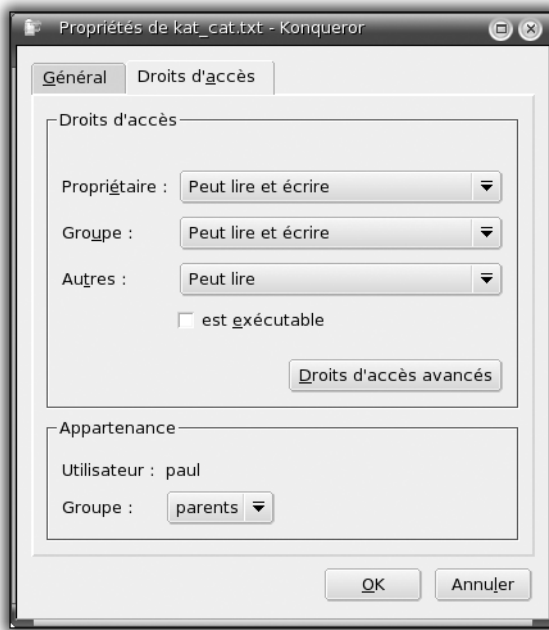 Propriétés de kat_cat.txt - Konqueror
Général
Droits d'accès
Droits d'accès
Propriétaire : Peut lire et écrire
Groupe : Peut lire et écrire
Autres : Peut lire
est exécutable
Droits d'accès avancés
Appartenance
Utilisateur : paul
Groupe : parents
OK
Annuler